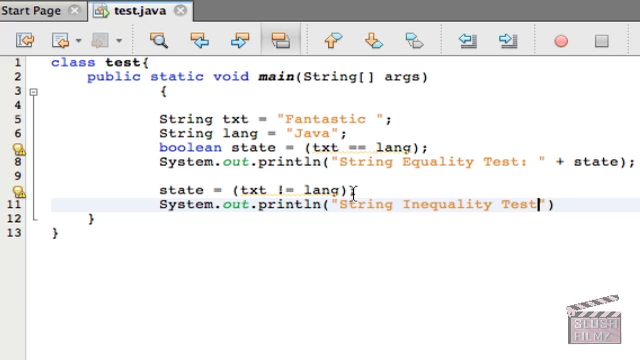 Start Page
test.java
1 class test{
2 public static void main(String[] args)
3 {
4
5 String txt = "Fantastic ";
6 String lang = "Java";
boolean state = (txt == lang);
8 System.out.println("String Equality Test: " + state);
9
state = (txt != lang);
11 System.out.println("String Inequality Test")
12 }
13 }
SLUSH
FILMZ